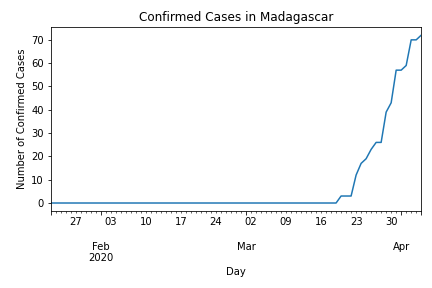 Confirmed Cases in Madagascar
Number of Confirmed Cases
70
60
50
40
30
20
10
0
27 03 10 17 24 02 09 16 23 30
Feb Mar Apr
2020
Day